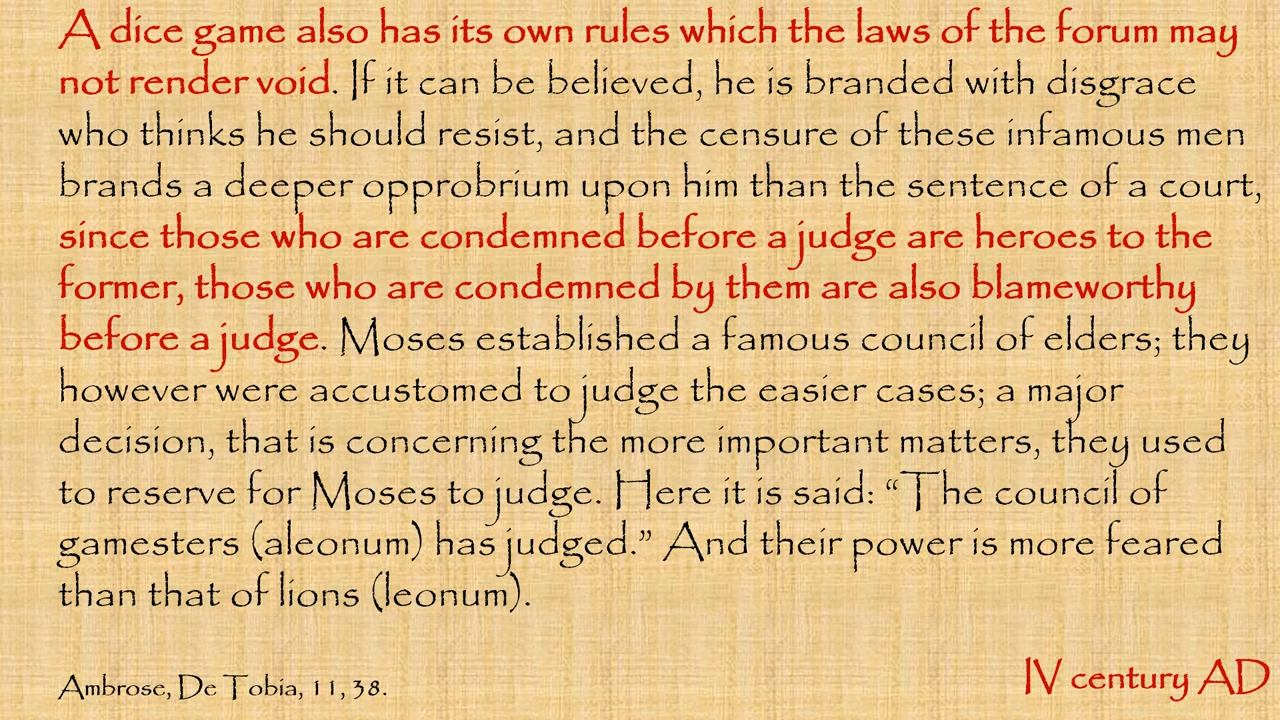 A dice game also has its own rules which the laws of the forum may
not render void. If it can be believed, he is branded with disgrace
who thinks he should resist, and the censure of these infamous men
brands a deeper opprobrium upon him than the sentence of a court,
since those who are condemned before a judge are heroes to the
former, those who are condemned by them are also blameworthy
before a judge. Moses established a famous council of elders; they
however were accustomed to judge the easier cases; a major
decision, that is concerning the more important matters, they used
to reserve for Moses to judge. Here it is said: “The council of
gamesters (aleonum) has judged.” And their power is more feared
than that of lions (leonum).
Ambrose, De Tobia, 11, 38.
IV century AD